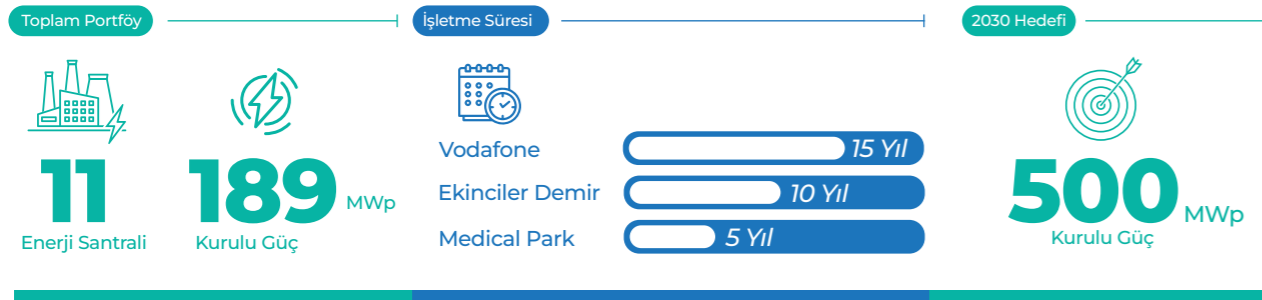 Toplam Portföy
11
Enerji Santrali
189 MWp
Kurulu Güç
İşletme Süresi
Vodafone 15 Yıl
Ekinciler Demir 10 Yıl
Medical Park 5 Yıl
2030 Hedefi
500 MWp
Kurulu Güç